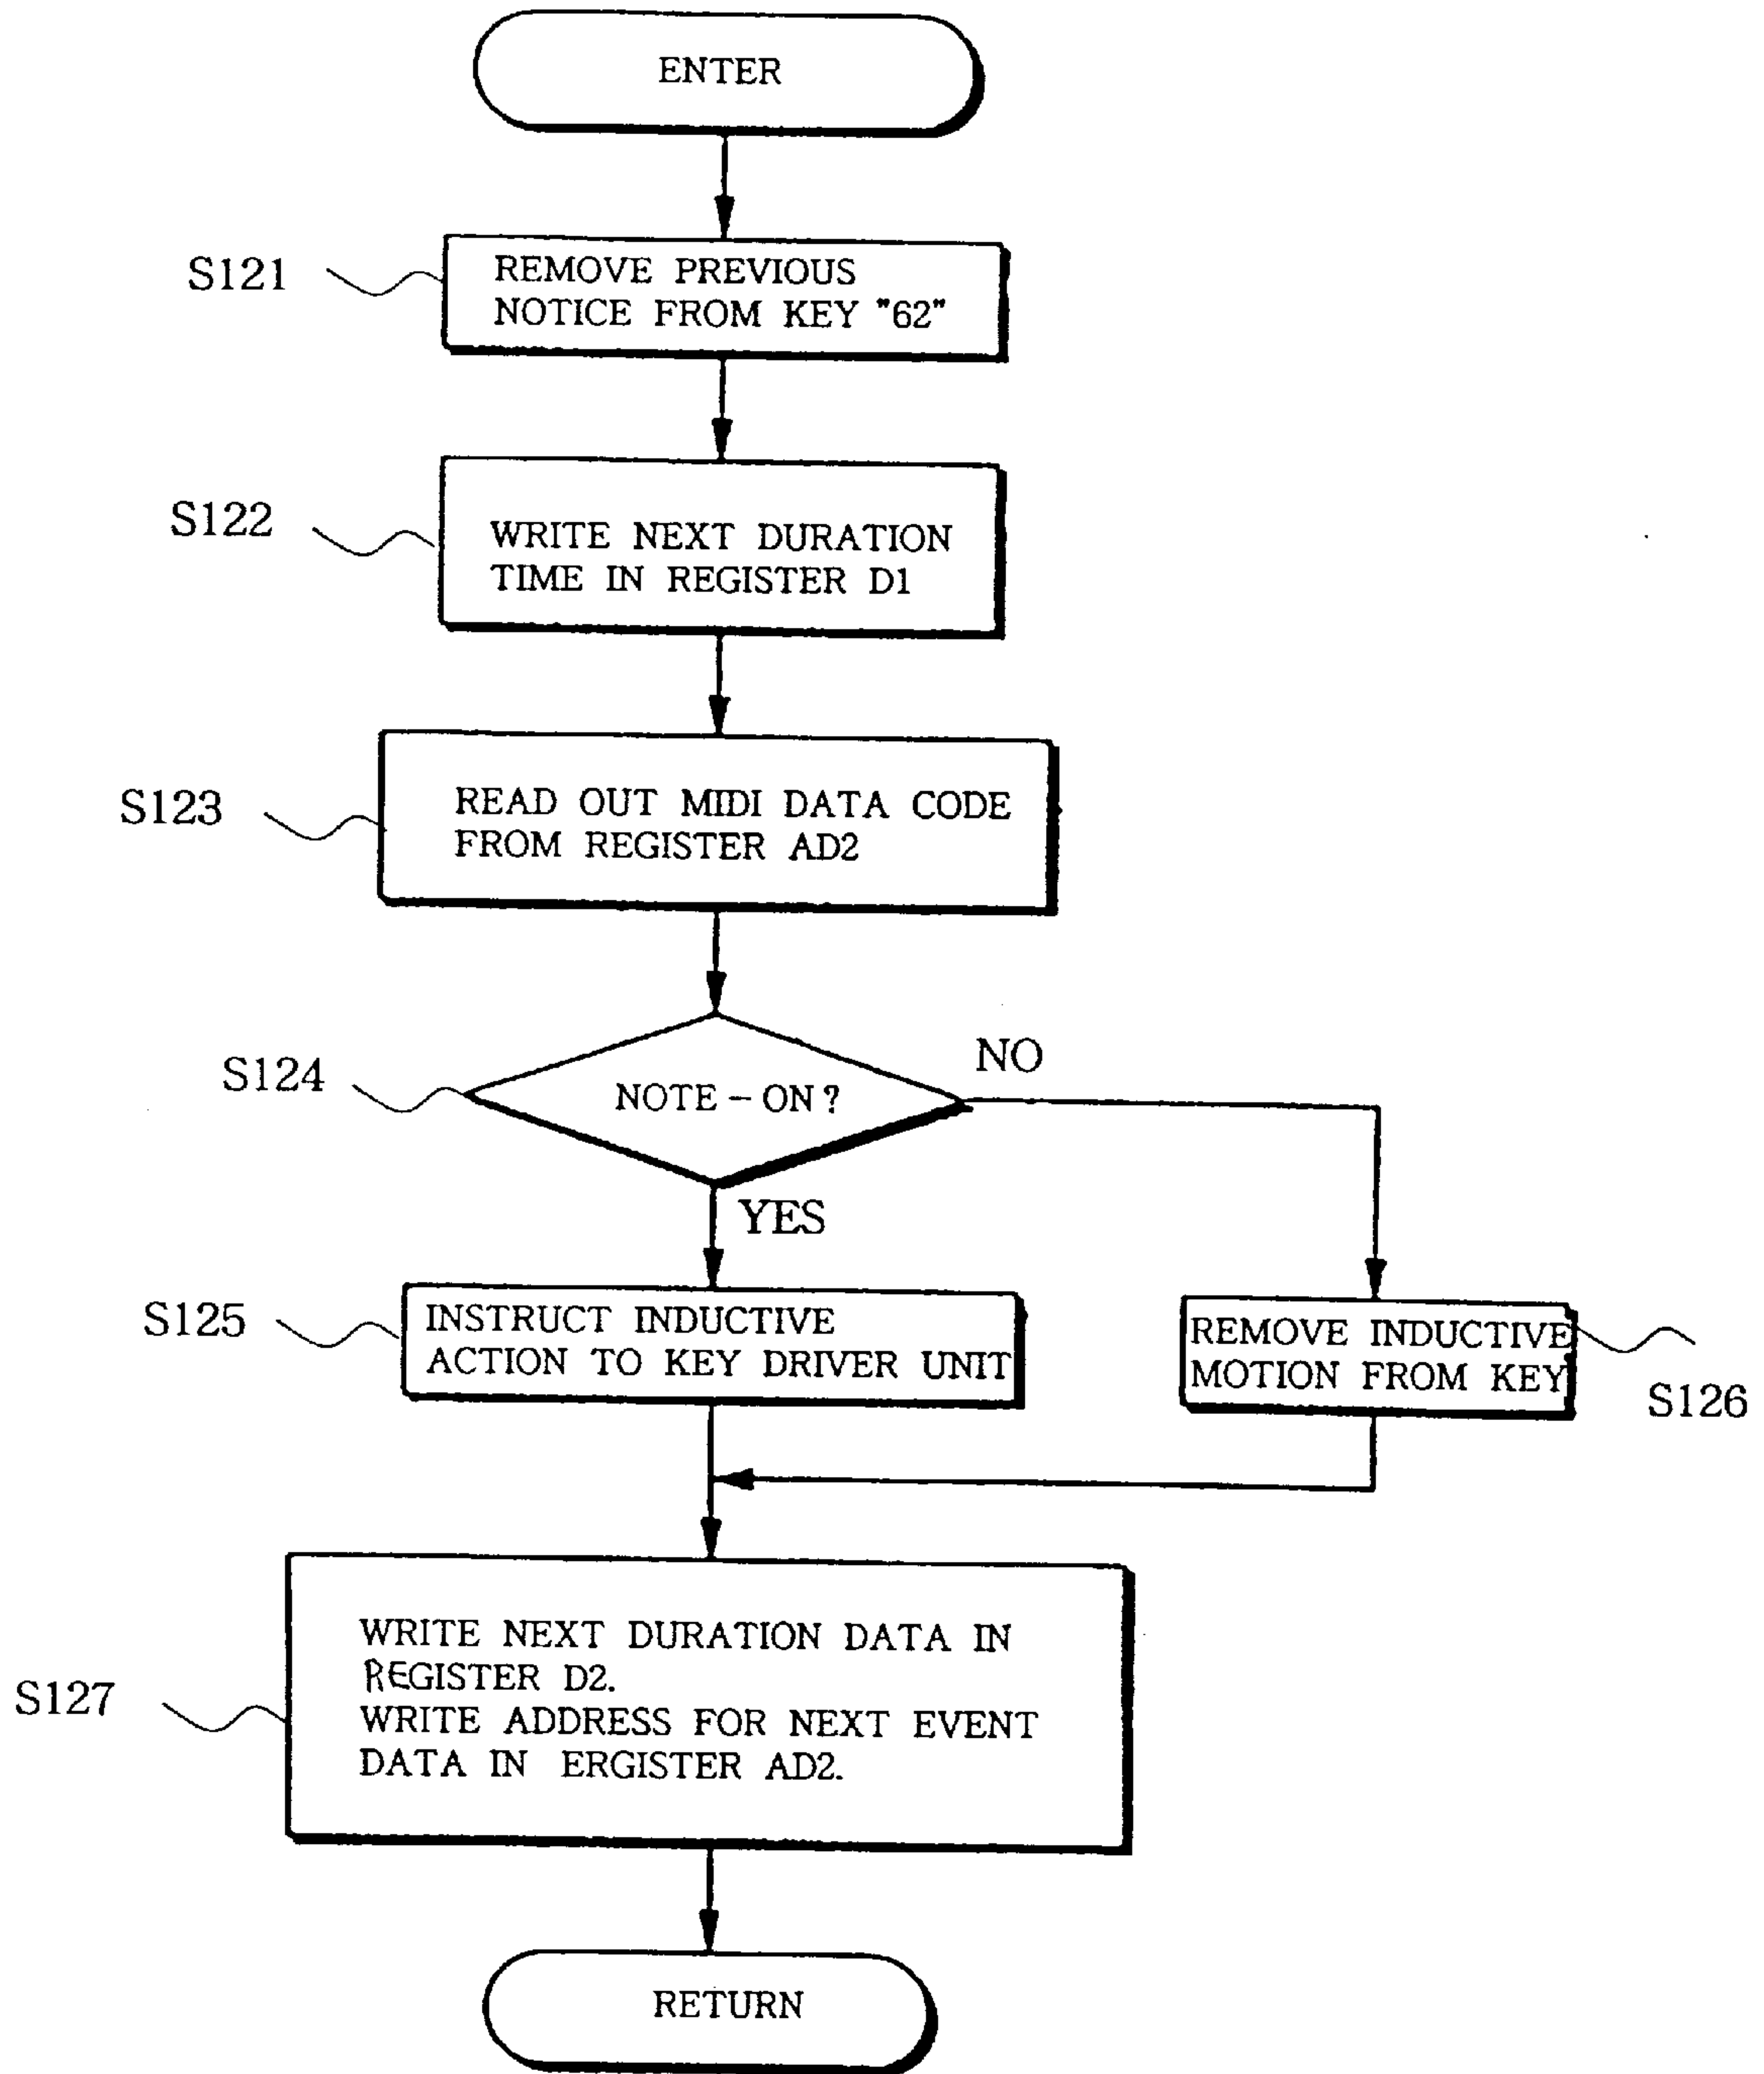 ENTER
S121
REMOVE PREVIOUS
NOTICE FROM KEY "62"
S122
WRITE NEXT DURATION
TIME IN REGISTER D1
S123
READ OUT MIDI DATA CODE
FROM REGISTER AD2
S124
NOTE-ON?
NO
YES
S125
INSTRUCT INDUCTIVE
ACTION TO KEY DRIVER UNIT
REMOVE INDUCTIVE
MOTION FROM KEY
S126
S127
WRITE NEXT DURATION DATA IN
REGISTER D2.
WRITE ADDRESS FOR NEXT EVENT
DATA IN ERGISTER AD2.
RETURN